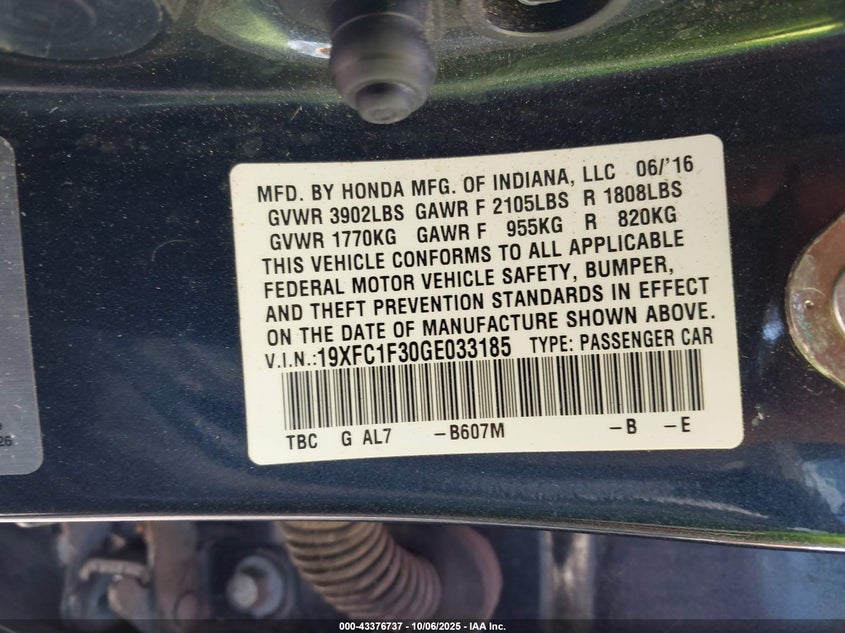 MFD. BY HONDA MFG. OF INDIANA, LLC 06/'16
GVWR 3902LBS GAWR F 2105LBS R 1808LBS
GVWR 1770KG GAWR F 955KG R 820KG
THIS VEHICLE CONFORMS TO ALL APPLICABLE
FEDERAL MOTOR VEHICLE SAFETY, BUMPER,
AND THEFT PREVENTION STANDARDS IN EFFECT
ON THE DATE OF MANUFACTURE SHOWN ABOVE.
V.I.N.:19XFC1F30GE033185 TYPE: PASSENGER CAR
TBC G AL7 -B607M -B -E
26
000-43376737 - 10/06/2025 - IAA Inc.